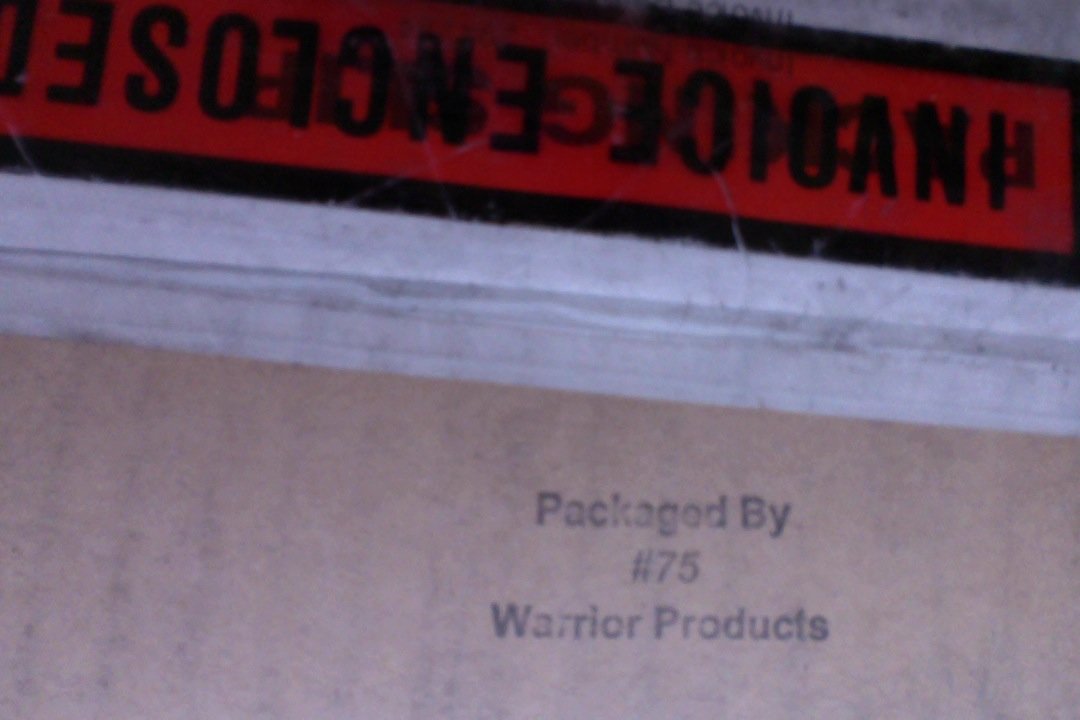 INVOICE ENCLOSED
Packaged By
#75
Warrior Products